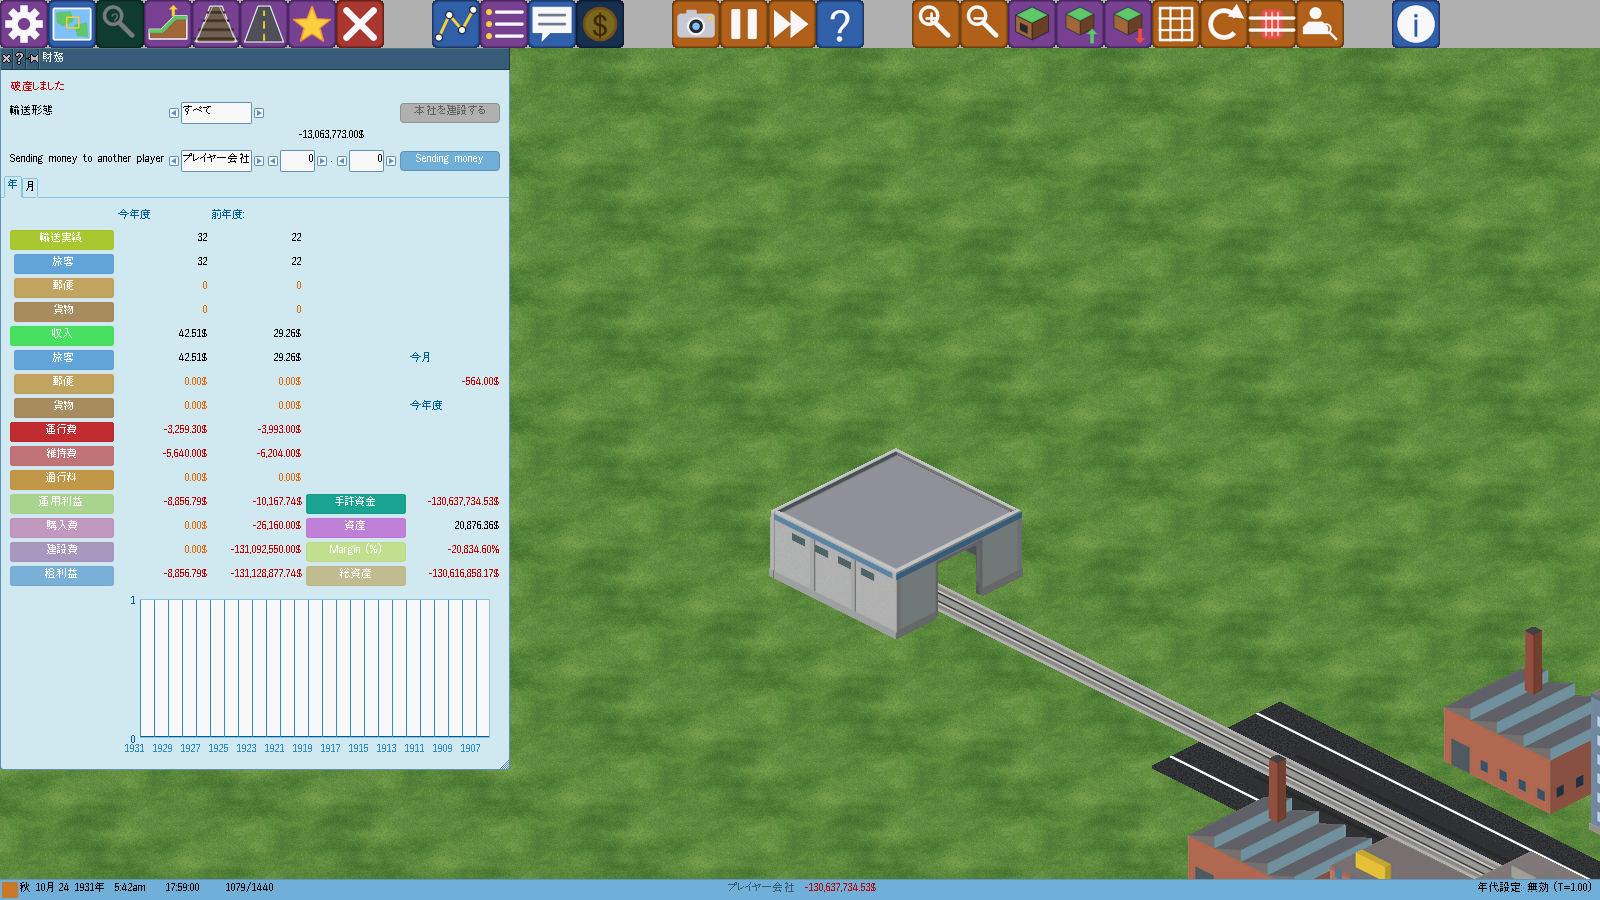 財務
破産しました
輸送形態 すべて 本社を建設する
-13,063,773.00$
Sending money to another player プレイヤー会社 0 . 0 Sending money
年 月
今年度 前年度:
輸送実績 32 22
旅客 32 22
郵便 0 0
貨物 0 0
収入 42.51$ 29.26$
旅客 42.51$ 29.26$ 今月
郵便 0.00$ 0.00$ -564.00$
貨物 0.00$ 0.00$ 今年度
運行費 -3,259.30$ -3,993.00$
維持費 -5,640.00$ -6,204.00$
通行料 0.00$ 0.00$
運用利益 -8,856.79$ -10,167.74$ 手許資金 -130,637,734.53$
購入費 0.00$ -26,160.00$ 資産 20,876.36$
建設費 0.00$ -131,092,550.00$ Margin (%) -20,834.60%
粗利益 -8,856.79$ -131,128,877.74$ 総資産 -130,616,858.17$
1
0
1931 1929 1927 1925 1923 1921 1919 1917 1915 1913 1911 1909 1907
秋 10月 24 1931年 5:42am 17:59:00 1079/1440 プレイヤー会社 -130,637,734.53$ 年代設定: 無効 (T=1.00)